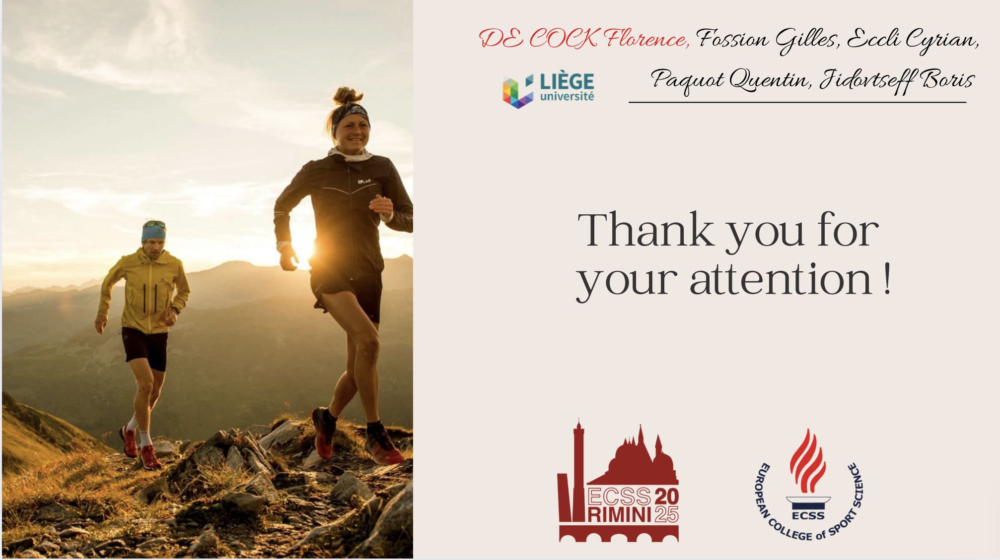 DE COCK Florence, Fossion Gilles, Eccli Cyrian,
Paquot Quentin, Jidovtseff Boris
LIÈGE
université
LAB
Thank you for
your attention !
ECSS 20
RIMINI 25
ECSS
EUROPEAN COLLEGE of SPORT SCIENCE